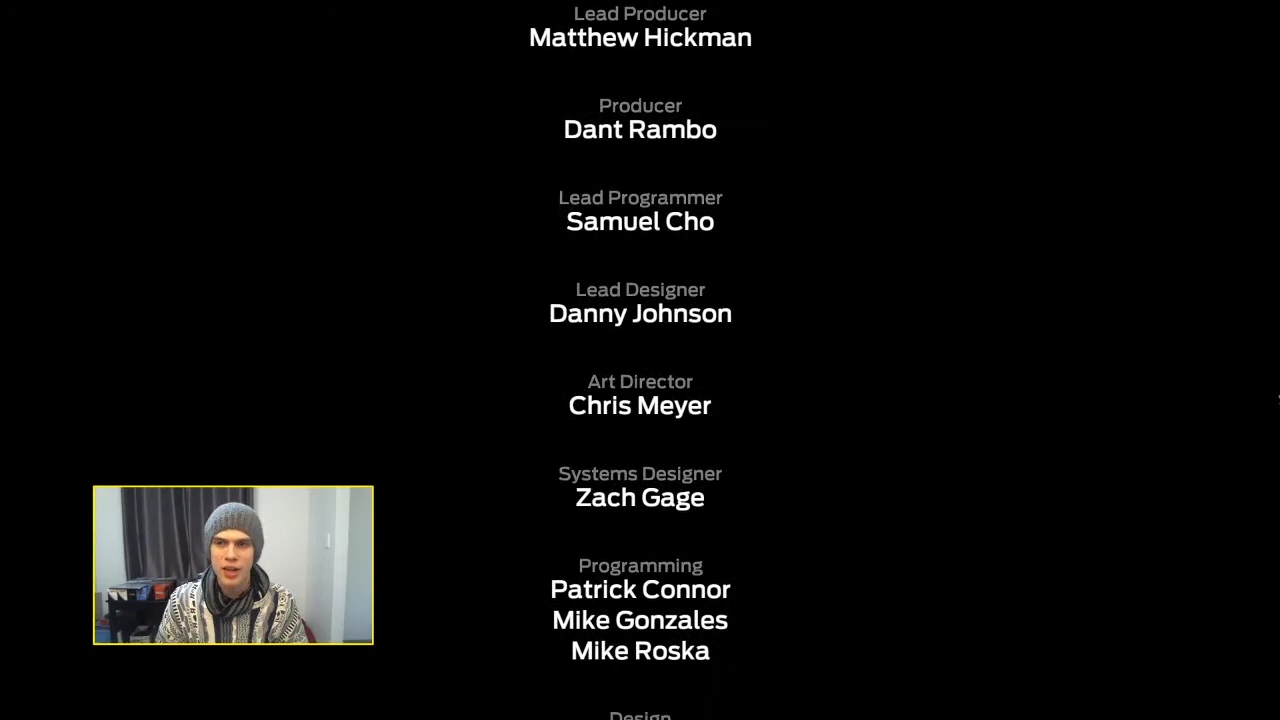 Lead Producer
Matthew Hickman
Producer
Dant Rambo
Lead Programmer
Samuel Cho
Lead Designer
Danny Johnson
Art Director
Chris Meyer
Systems Designer
Zach Gage
Programming
Patrick Connor
Mike Gonzales
Mike Roska
Design